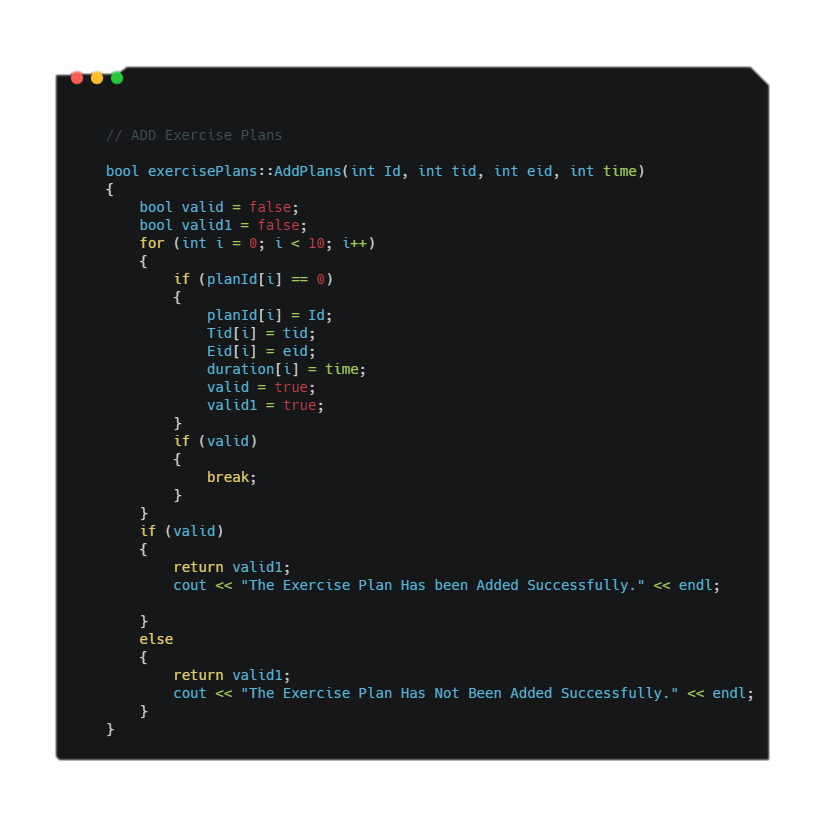 // ADD Exercise Plans
bool exercisePlans::AddPlans(int Id, int tid, int eid, int time)
{
    bool valid = false;
    bool valid1 = false;
    for (int i = 0; i < 10; i++)
    {
        if (planId[i] == 0)
        {
            planId[i] = Id;
            Tid[i] = tid;
            Eid[i] = eid;
            duration[i] = time;
            valid = true;
            valid1 = true;
        }
        if (valid)
        {
            break;
        }
    }
    if (valid)
    {
        return valid1;
        cout << "The Exercise Plan Has been Added Successfully." << endl;
    }
    else
    {
        return valid1;
        cout << "The Exercise Plan Has Not Been Added Successfully." << endl;
    }
}